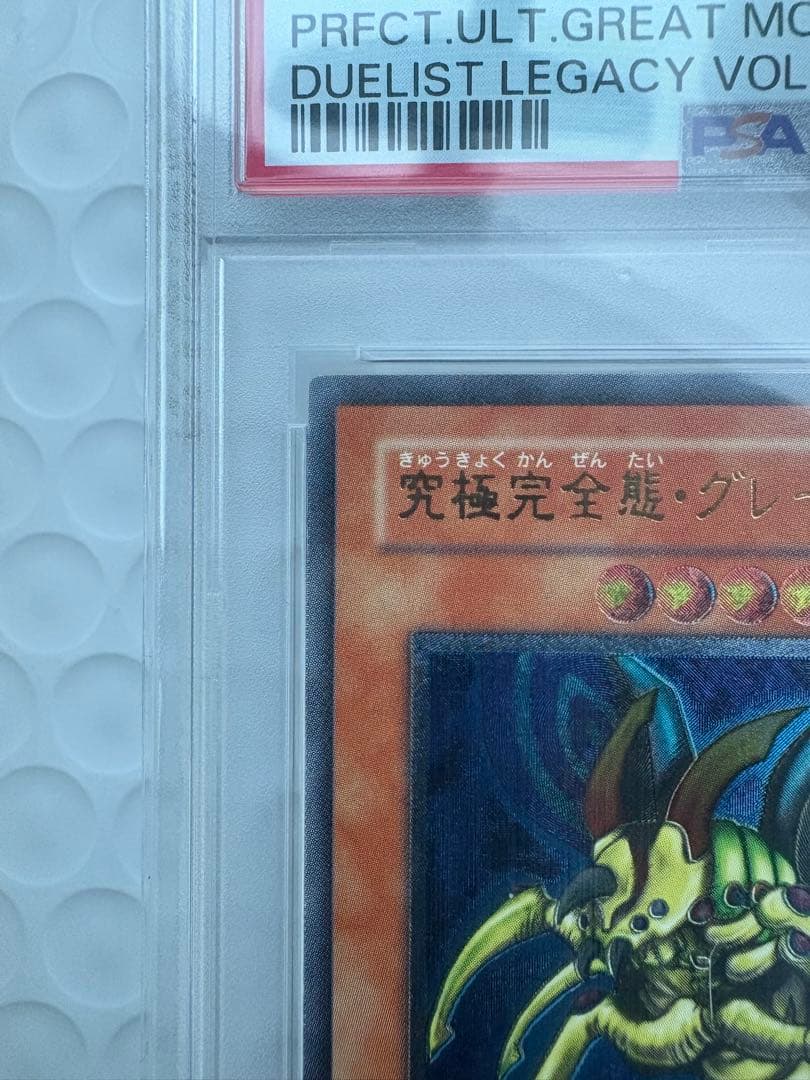 PRFCT.ULT.GREAT MO
DUELIST LEGACY VOL
PSA
きゅうきょく かん ぜん たい
究極完全態・グレー